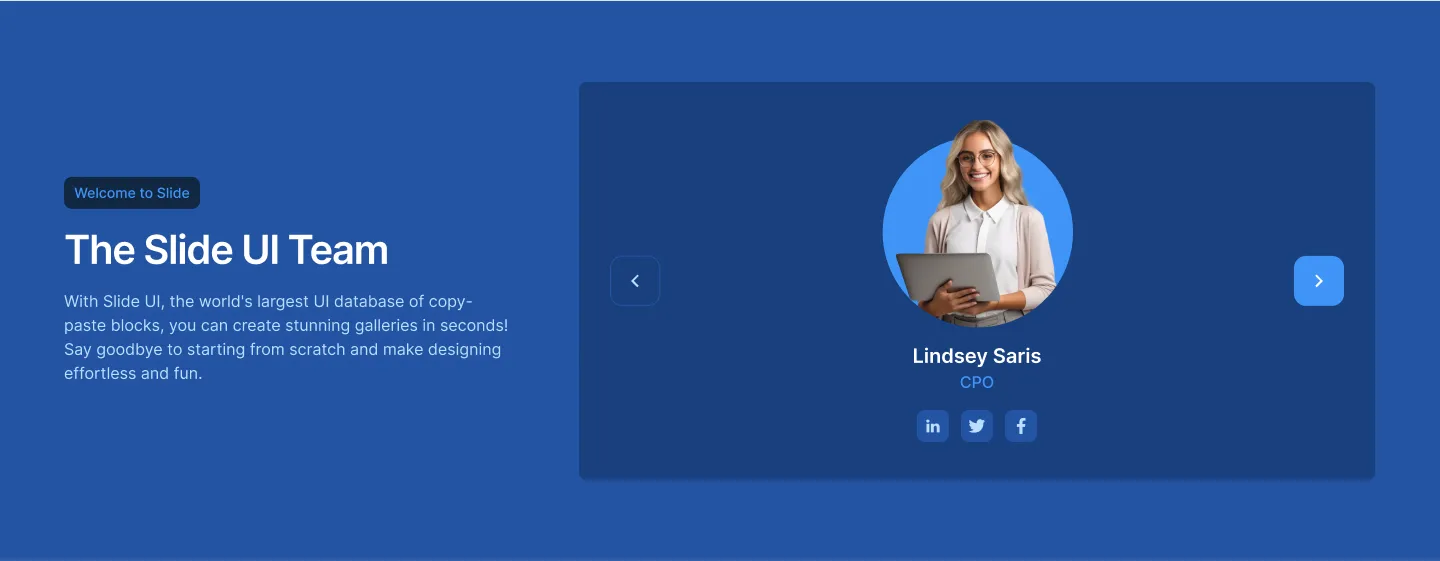 Welcome to Slide
The Slide UI Team
With Slide UI, the world's largest UI database of copy-
paste blocks, you can create stunning galleries in seconds!
Say goodbye to starting from scratch and make designing
effortless and fun.
Lindsey Saris
CPO